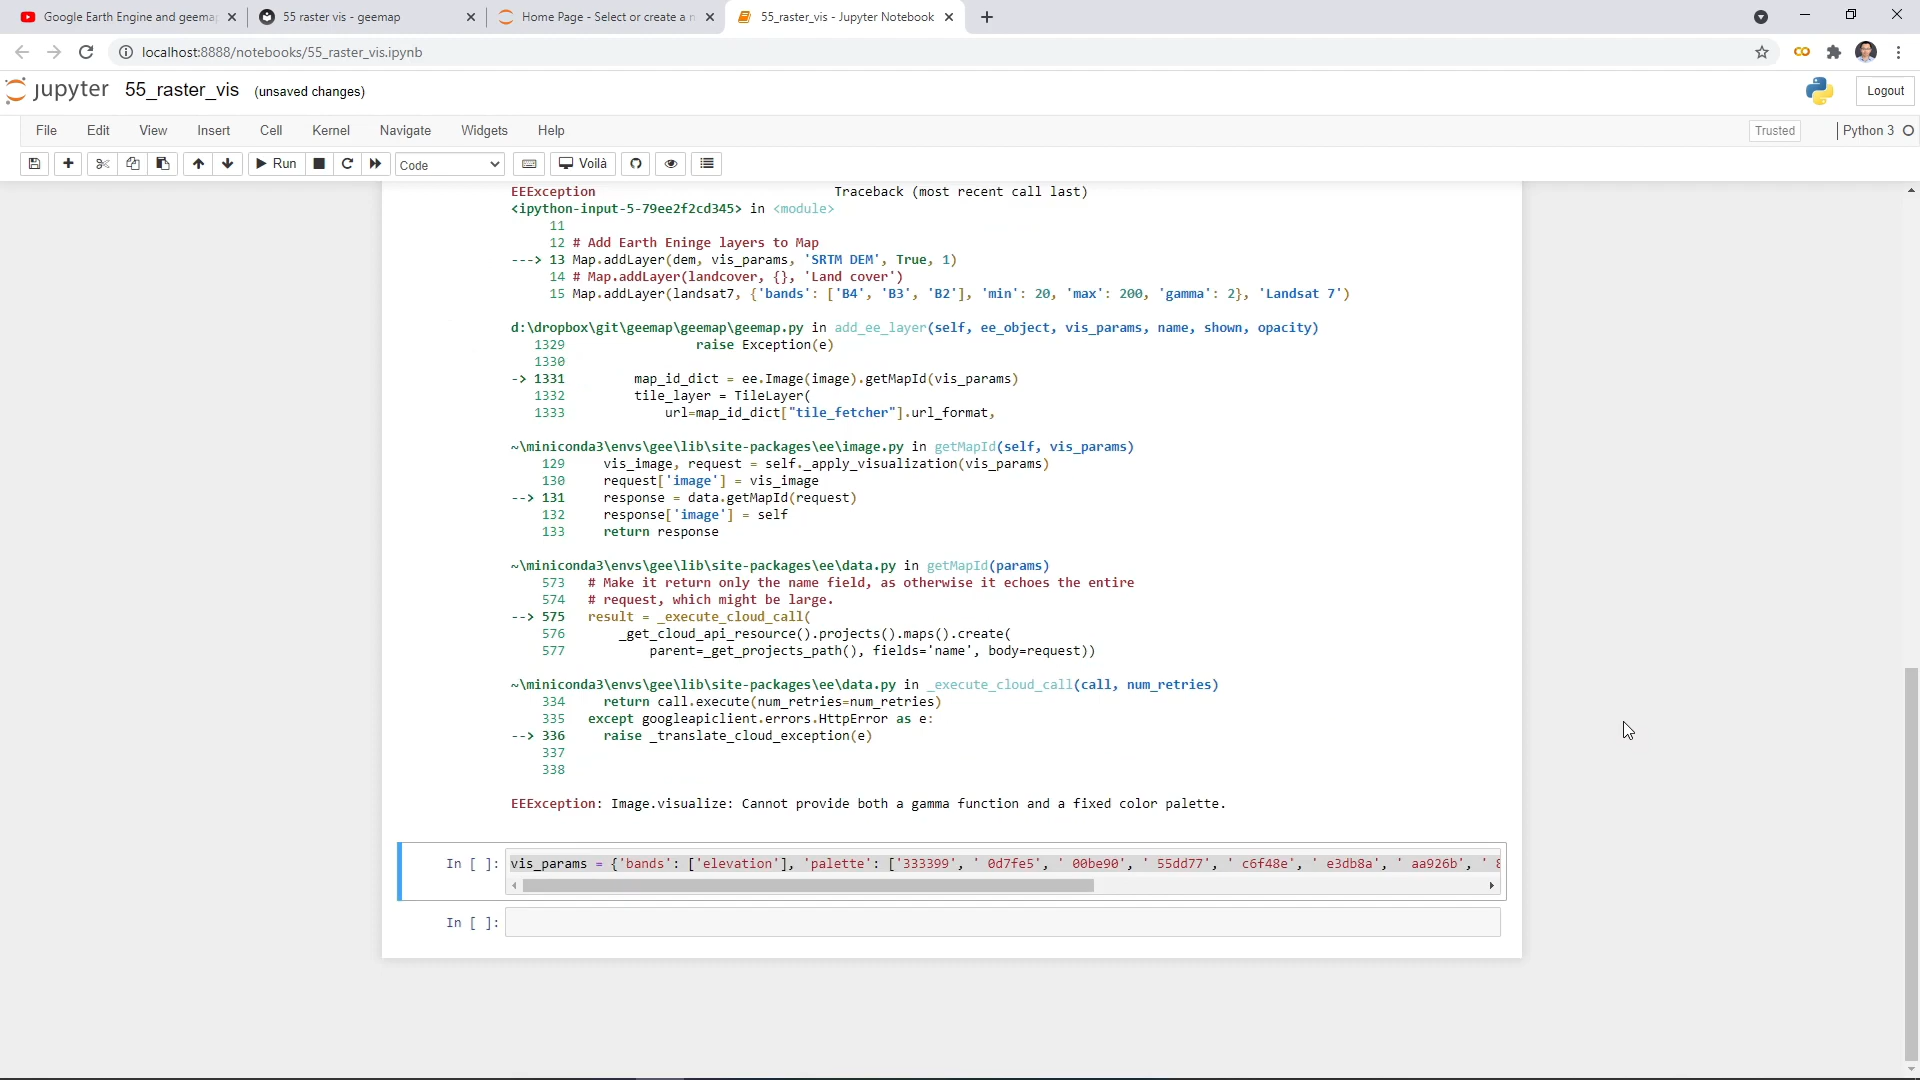 Google Earth Engine and geema
55 raster vis - geemap
Home Page - Select or create a n
55_raster_vis - Jupyter Notebook
localhost:8888/notebooks/55_raster_vis.ipynb
jupyter 55_raster_vis (unsaved changes)
Logout
File Edit View Insert Cell Kernel Navigate Widgets Help
Trusted
Python 3
Run
Code
Voilà
EEException Traceback (most recent call last)
<ipython-input-5-79ee2f2cd345> in <module>
11
12 # Add Earth Eninge layers to Map
---> 13 Map.addLayer(dem, vis_params, 'SRTM DEM', True, 1)
14 # Map.addLayer(landcover, {}, 'Land cover')
15 Map.addLayer(landsat7, {'bands': ['B4', 'B3', 'B2'], 'min': 20, 'max': 200, 'gamma': 2}, 'Landsat 7')
d:\dropbox\git\geemap\geemap\geemap.py in add_ee_layer(self, ee_object, vis_params, name, shown, opacity)
1329 raise Exception(e)
1330
-> 1331 map_id_dict = ee.Image(image).getMapId(vis_params)
1332 tile_layer = TileLayer(
1333 url=map_id_dict["tile_fetcher"].url_format,
~\miniconda3\envs\gee\lib\site-packages\ee\image.py in getMapId(self, vis_params)
129 vis_image, request = self._apply_visualization(vis_params)
130 request['image'] = vis_image
--> 131 response = data.getMapId(request)
132 response['image'] = self
133 return response
~\miniconda3\envs\gee\lib\site-packages\ee\data.py in getMapId(params)
573 # Make it return only the name field, as otherwise it echoes the entire
574 # request, which might be large.
--> 575 result = _execute_cloud_call(
576 _get_cloud_api_resource().projects().maps().create(
577 parent=_get_projects_path(), fields='name', body=request))
~\miniconda3\envs\gee\lib\site-packages\ee\data.py in _execute_cloud_call(call, num_retries)
334 return call.execute(num_retries=num_retries)
335 except googleapiclient.errors.HttpError as e:
--> 336 raise _translate_cloud_exception(e)
337
338
EEException: Image.visualize: Cannot provide both a gamma function and a fixed color palette.
In [ ]: vis_params = {'bands': ['elevation'], 'palette': ['333399', ' 0d7fe5', ' 00be90', ' 55dd77', ' c6f48e', ' e3db8a', ' aa926b', ' 8
In [ ]: